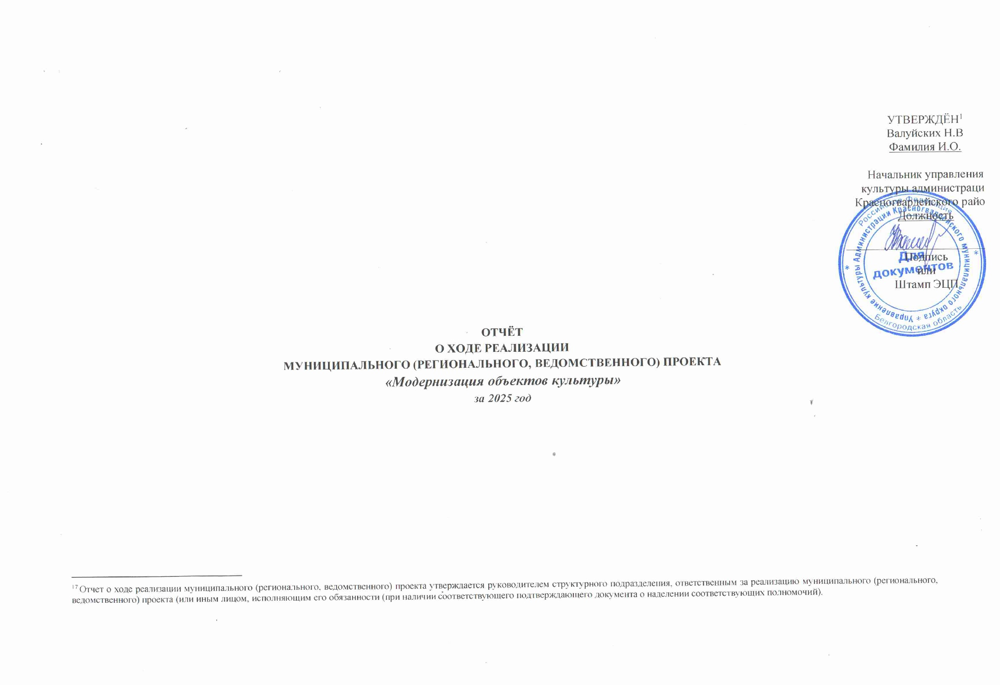 УТВЕРЖДЁН¹
Валуйских Н.В
Фамилия И.О.
Начальник управления
культуры администраци
Красногвардейского райо
Должность
Подпись
или
Штамп ЭЦП
Российская Федерация
Управление культуры Администрации Красногвардейского муниципального округа
Белгородская область
Для
документов
ОТЧЁТ
О ХОДЕ РЕАЛИЗАЦИИ
МУНИЦИПАЛЬНОГО (РЕГИОНАЛЬНОГО, ВЕДОМСТВЕННОГО) ПРОЕКТА
«Модернизация объектов культуры»
за 2025 год
¹⁷ Отчет о ходе реализации муниципального (регионального, ведомственного) проекта утверждается руководителем структурного подразделения, ответственным за реализацию муниципального (регионального,
ведомственного) проекта (или иным лицом, исполняющим его обязанности (при наличии соответствующего подтверждающего документа о наделении соответствующих полномочий).